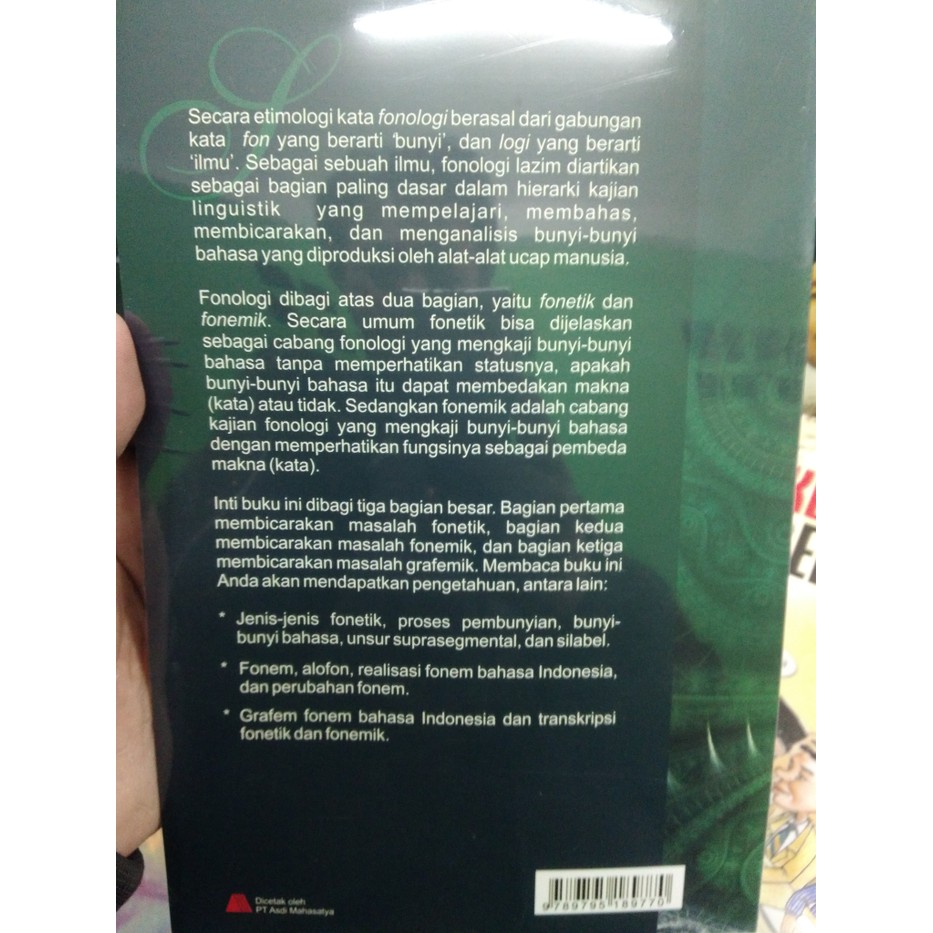 Secara etimologi kata fonologi berasal dari gabungan
kata fon yang berarti 'bunyi', dan logi yang berarti
'ilmu'. Sebagai sebuah ilmu, fonologi lazim diartikan
sebagai bagian paling dasar dalam hierarki kajian
linguistik yang mempelajari, membahas,
membicarakan, dan menganalisis bunyi-bunyi
bahasa yang diproduksi oleh alat-alat ucap manusia.
Fonologi dibagi atas dua bagian, yaitu fonetik dan
fonemik. Secara umum fonetik bisa dijelaskan
sebagai cabang fonologi yang mengkaji bunyi-bunyi
bahasa tanpa memperhatikan statusnya, apakah
bunyi-bunyi bahasa itu dapat membedakan makna
(kata) atau tidak. Sedangkan fonemik adalah cabang
kajian fonologi yang mengkaji bunyi-bunyi bahasa
dengan memperhatikan fungsinya sebagai pembeda
makna (kata).
Inti buku ini dibagi tiga bagian besar. Bagian pertama
membicarakan masalah fonetik, bagian kedua
membicarakan masalah fonemik, dan bagian ketiga
membicarakan masalah grafemik. Membaca buku ini
Anda akan mendapatkan pengetahuan, antara lain:
* Jenis-jenis fonetik, proses pembunyian, bunyi-
bunyi bahasa, unsur suprasegmental, dan silabel.
* Fonem, alofon, realisasi fonem bahasa Indonesia,
dan perubahan fonem.
* Grafem fonem bahasa Indonesia dan transkripsi
fonetik dan fonemik.
Dicetak oleh
PT Asdi Mahasatya
9789795189770